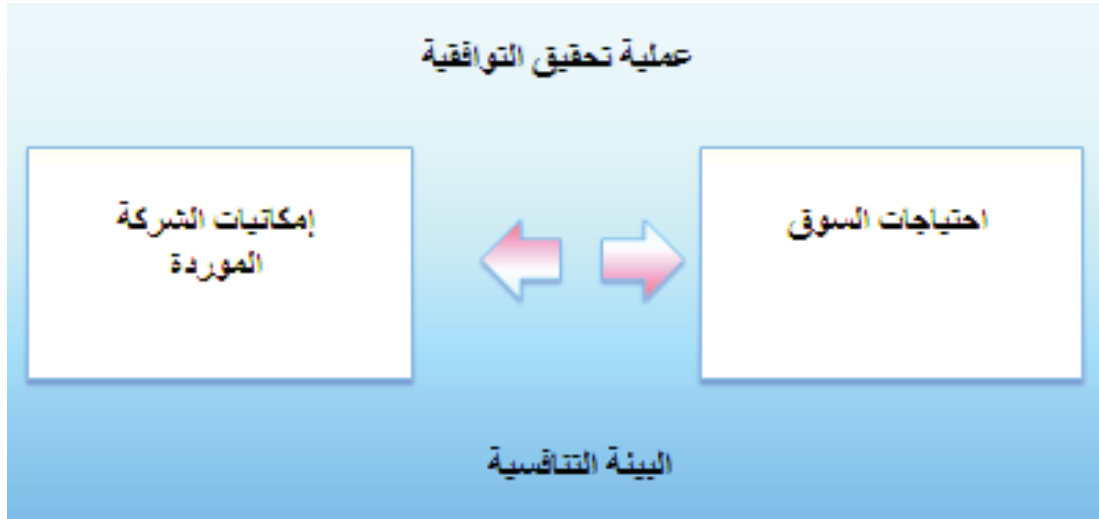 عملية تحقيق التوافقية
احتياجات السوق
إمكانيات الشركة
الموردة
البيئة التنافسية